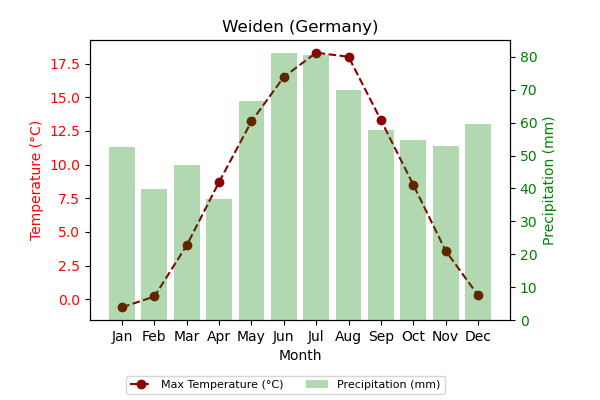 Weiden (Germany)
Temperature (°C)
17.5
15.0
12.5
10.0
7.5
5.0
2.5
0.0
80
70
60
50
40
30
20
10
0
Precipitation (mm)
Jan Feb Mar Apr May Jun Jul Aug Sep Oct Nov Dec
Month
Max Temperature (°C) Precipitation (mm)